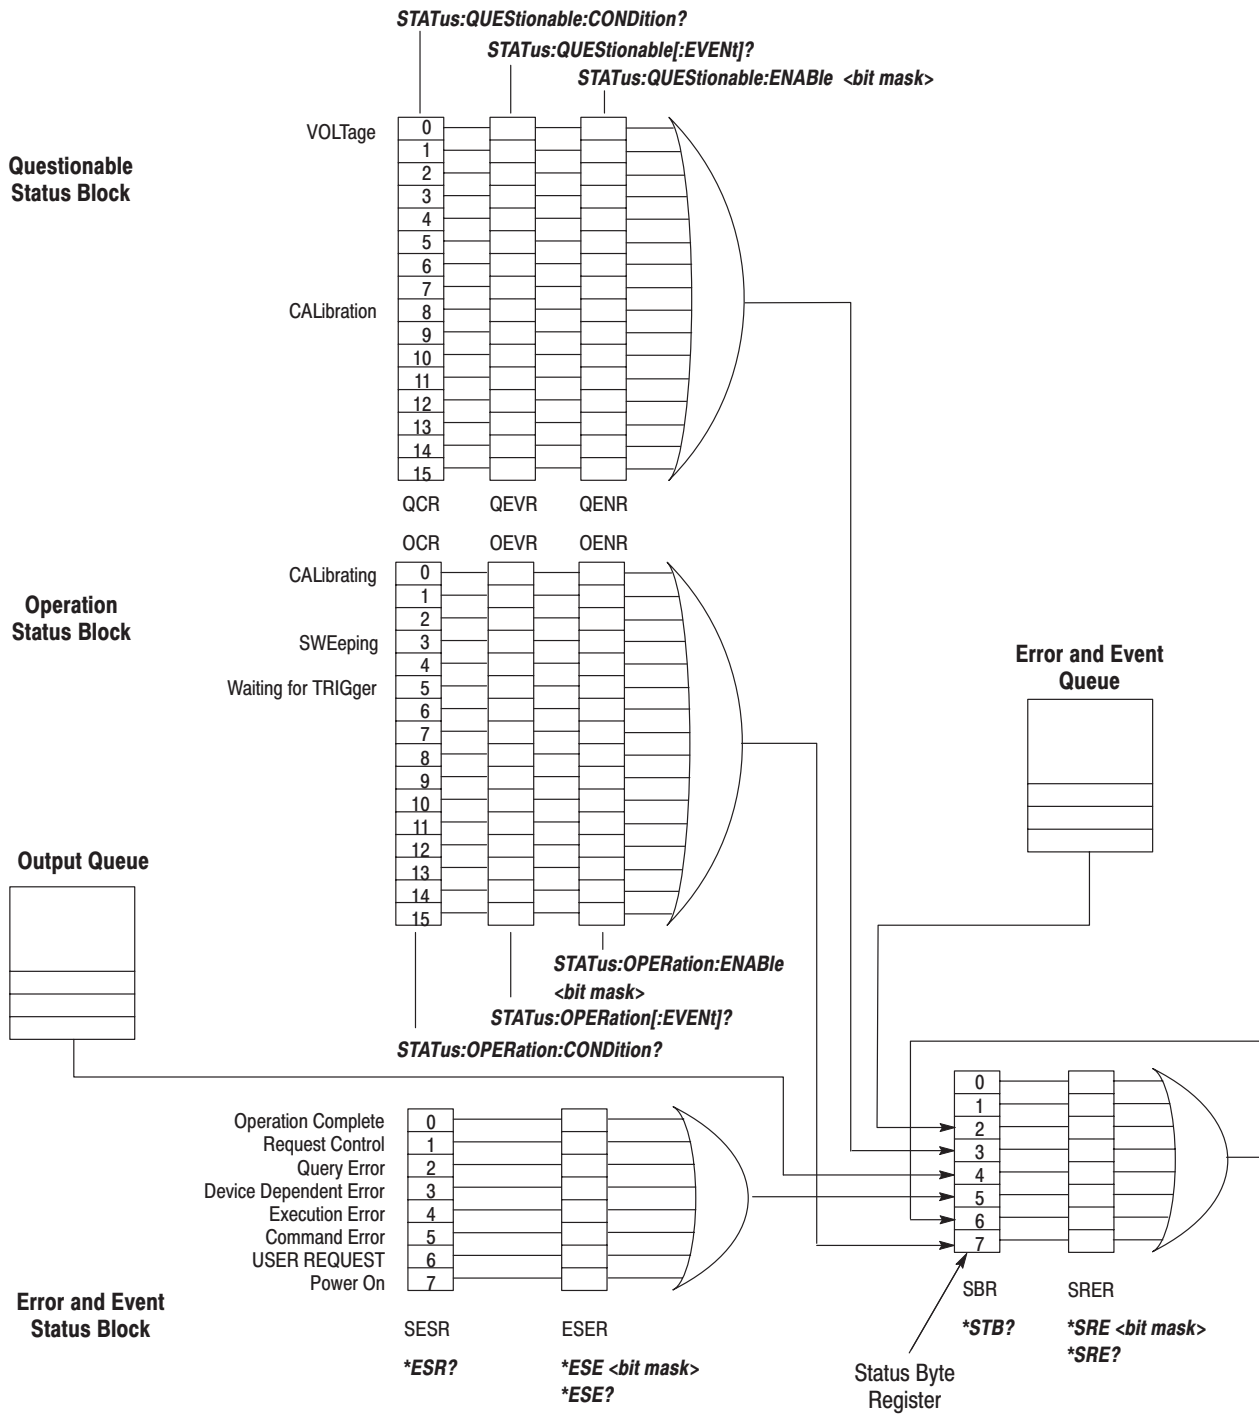 STATus:QUEStionable:CONDition?
STATus:QUEStionable[:EVENt]?
STATus:QUEStionable:ENABle <bit mask>
Questionable
Status Block
VOLTage
CALibration
0
1
2
3
4
5
6
7
8
9
10
11
12
13
14
15
QCR QEVR QENR
OCR OEVR OENR
Operation
Status Block
CALibrating
SWEeping
Waiting for TRIGger
0
1
2
3
4
5
6
7
8
9
10
11
12
13
14
15
STATus:OPERation:ENABle
<bit mask>
STATus:OPERation[:EVENt]?
STATus:OPERation:CONDition?
Error and Event
Queue
Output Queue
Operation Complete 0
Request Control 1
Query Error 2
Device Dependent Error 3
Execution Error 4
Command Error 5
USER REQUEST 6
Power On 7
Error and Event
Status Block
SESR ESER
*ESR? *ESE <bit mask>
*ESE?
0
1
2
3
4
5
6
7
SBR SRER
*STB? *SRE <bit mask>
*SRE?
Status Byte
Register